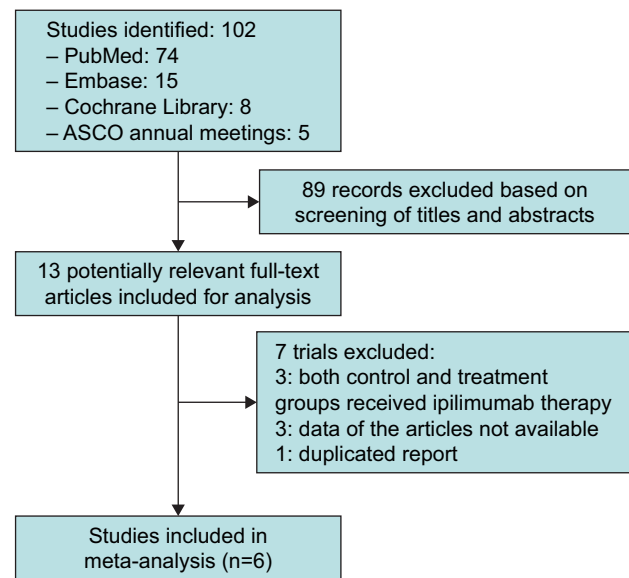 Studies identified: 102
– PubMed: 74
– Embase: 15
– Cochrane Library: 8
– ASCO annual meetings: 5
89 records excluded based on
screening of titles and abstracts
13 potentially relevant full-text
articles included for analysis
7 trials excluded:
3: both control and treatment
groups received ipilimumab therapy
3: data of the articles not available
1: duplicated report
Studies included in
meta-analysis (n=6)